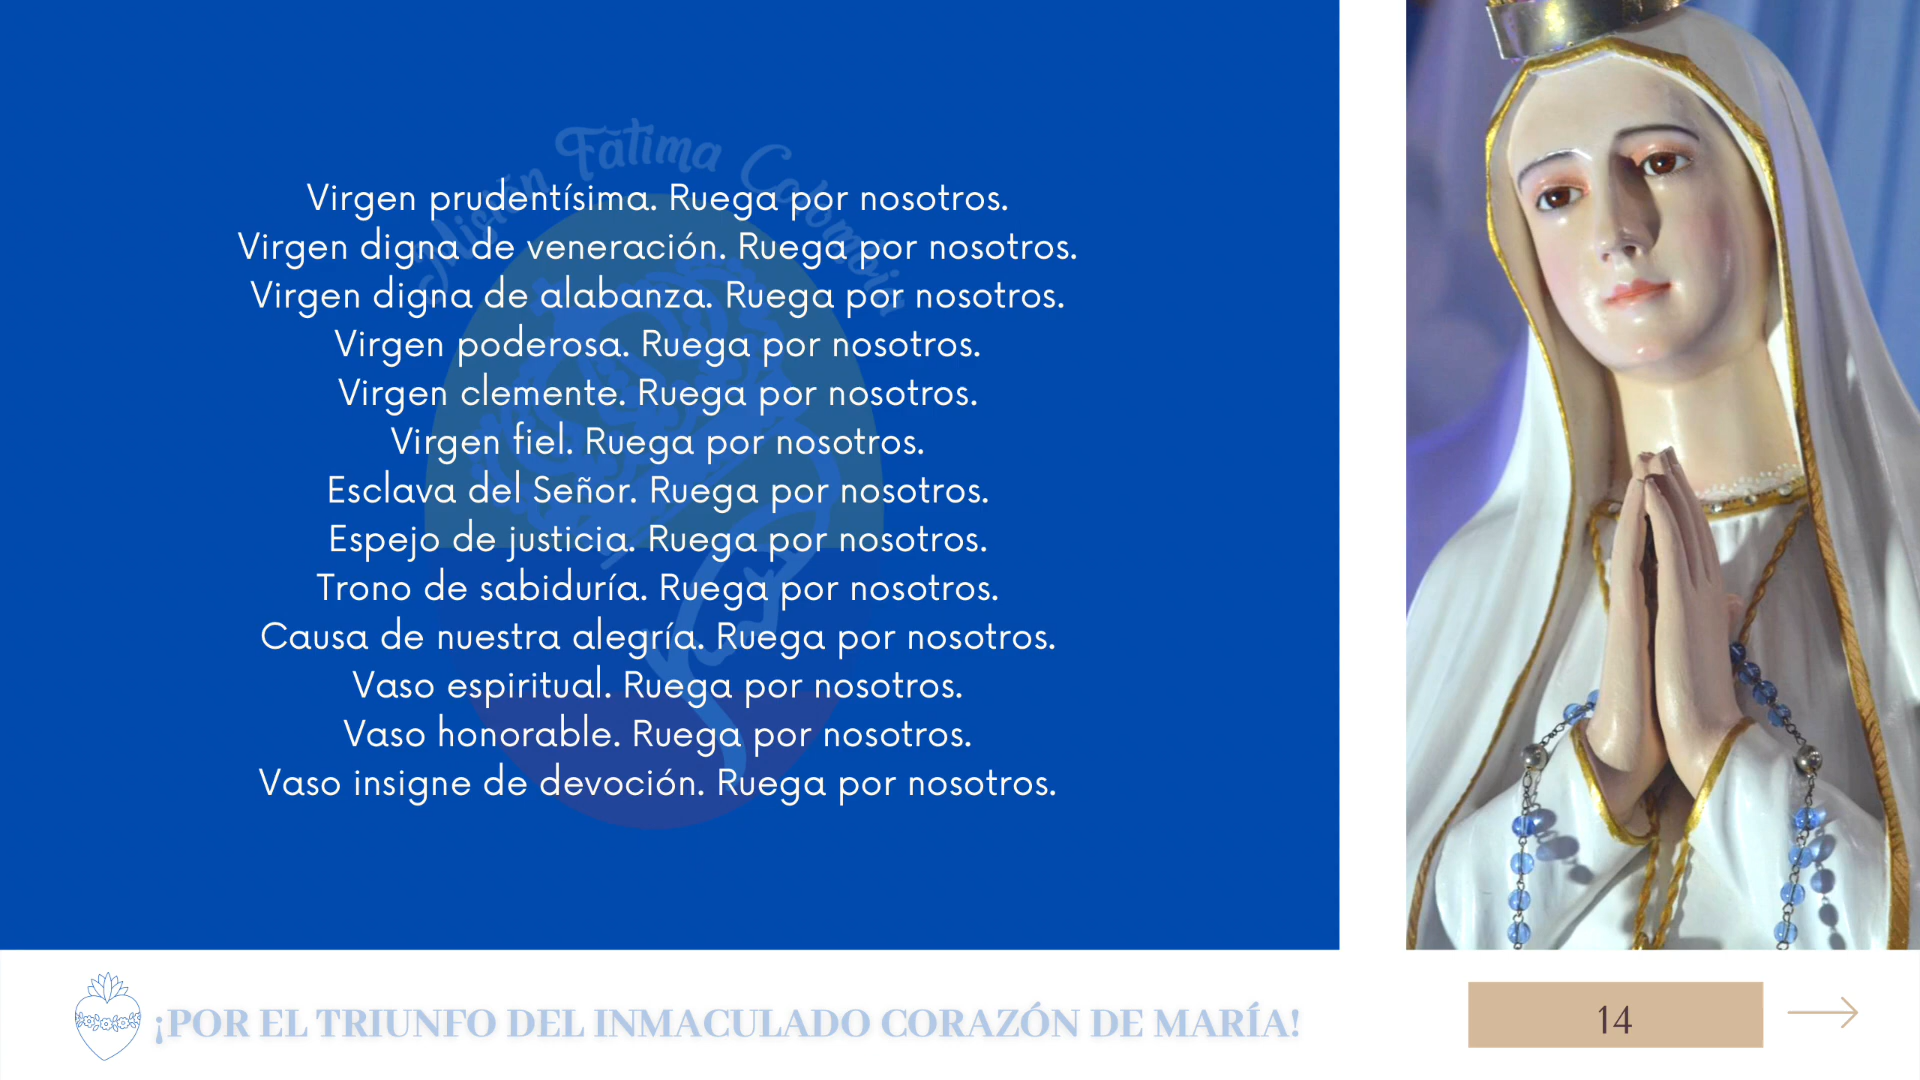 Misión Fátima Colombia
Virgen prudentísima. Ruega por nosotros.
Virgen digna de veneración. Ruega por nosotros.
Virgen digna de alabanza. Ruega por nosotros.
Virgen poderosa. Ruega por nosotros.
Virgen clemente. Ruega por nosotros.
Virgen fiel. Ruega por nosotros.
Esclava del Señor. Ruega por nosotros.
Espejo de justicia. Ruega por nosotros.
Trono de sabiduría. Ruega por nosotros.
Causa de nuestra alegría. Ruega por nosotros.
Vaso espiritual. Ruega por nosotros.
Vaso honorable. Ruega por nosotros.
Vaso insigne de devoción. Ruega por nosotros.
¡POR EL TRIUNFO DEL INMACULADO CORAZÓN DE MARÍA!
14